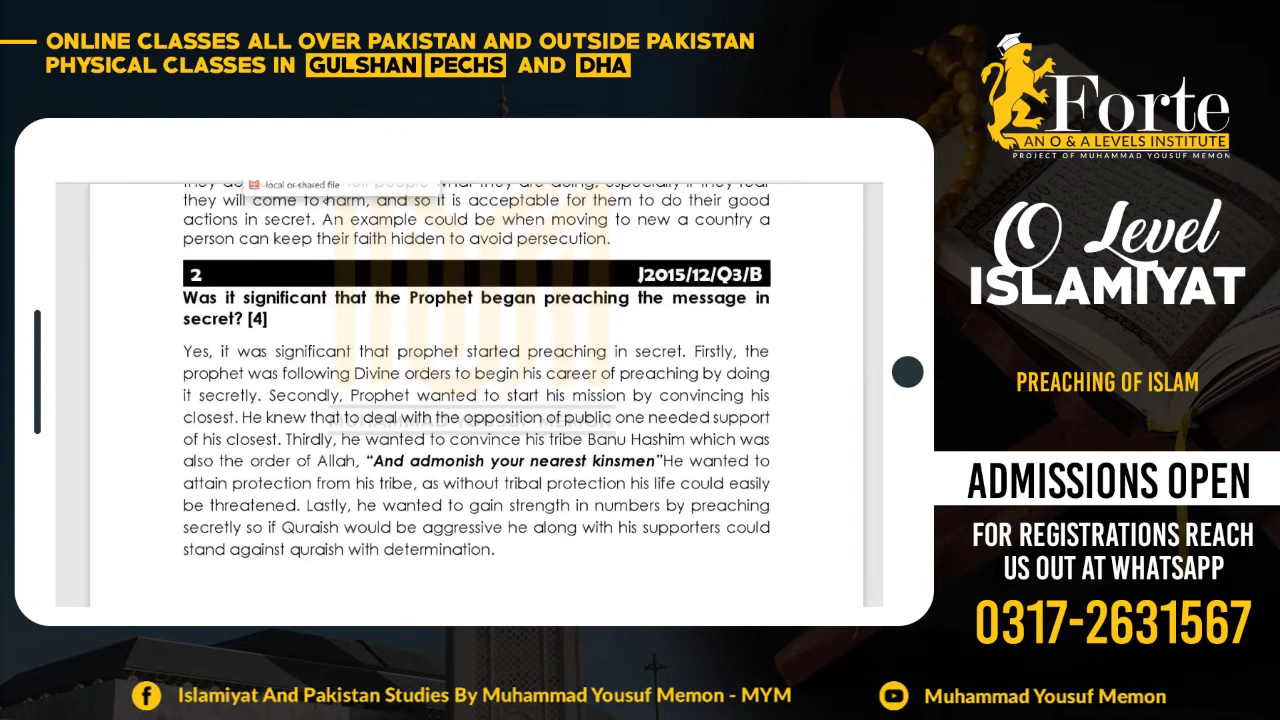 ONLINE CLASSES ALL OVER PAKISTAN AND OUTSIDE PAKISTAN
PHYSICAL CLASSES IN GULSHAN PECHS AND DHA
Forte
AN O & A LEVELS INSTITUTE
PROJECT OF MUHAMMAD YOUSUF MEMON
local or shared file
they will come to harm, and so it is acceptable for them to do their good
actions in secret. An example could be when moving to new a country a
person can keep their faith hidden to avoid persecution.
2 J2015/12/Q3/B
Was it significant that the Prophet began preaching the message in
secret? [4]
Yes, it was significant that prophet started preaching in secret. Firstly, the
prophet was following Divine orders to begin his career of preaching by doing
it secretly. Secondly, Prophet wanted to start his mission by convincing his
closest. He knew that to deal with the opposition of public one needed support
of his closest. Thirdly, he wanted to convince his tribe Banu Hashim which was
also the order of Allah, “And admonish your nearest kinsmen”He wanted to
attain protection from his tribe, as without tribal protection his life could easily
be threatened. Lastly, he wanted to gain strength in numbers by preaching
secretly so if Quraish would be aggressive he along with his supporters could
stand against quraish with determination.
MUHAMMAD YOUSUF MEMON
O Level
ISLAMIYAT
PREACHING OF ISLAM
ADMISSIONS OPEN
FOR REGISTRATIONS REACH
US OUT AT WHATSAPP
0317-2631567
Islamiyat And Pakistan Studies By Muhammad Yousuf Memon - MYM
Muhammad Yousuf Memon